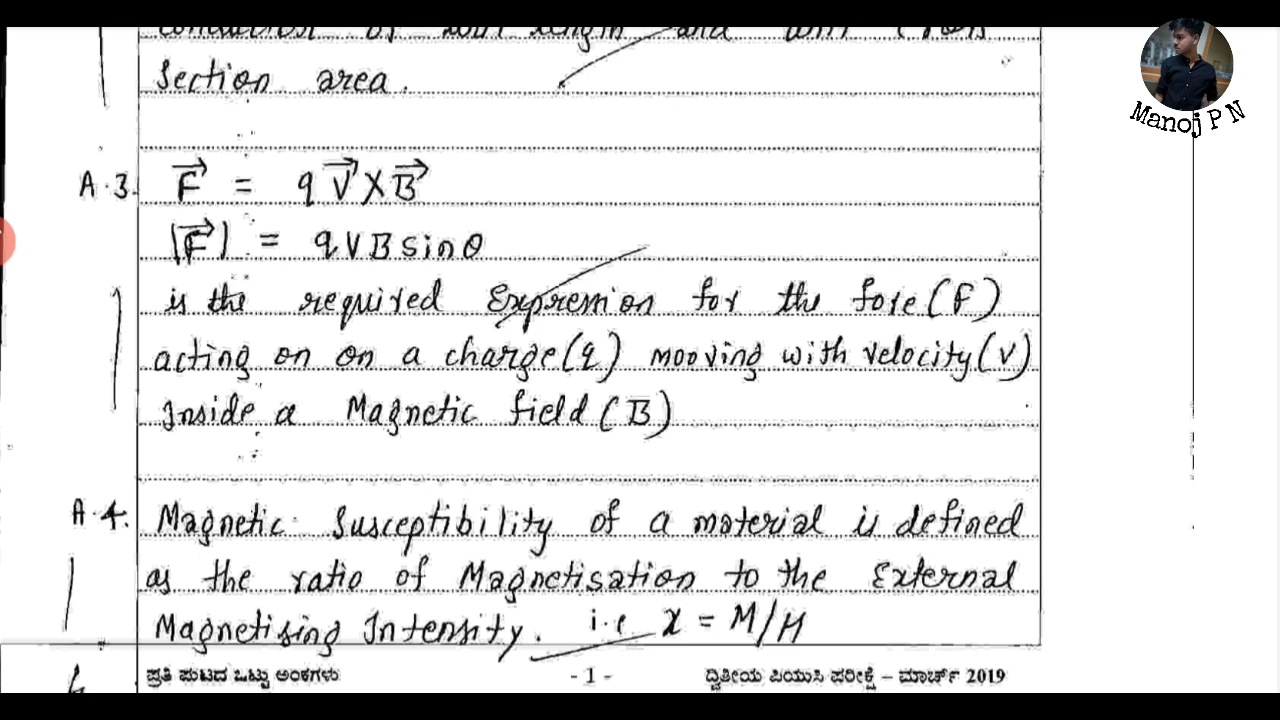 of and
Section area.
Manoj P N
A.3. F⃗ = q V⃗ X B⃗
|F⃗| = qVB sinθ
is the required Expression for the fore (F)
acting on on a charge (q) mooving with velocity (v)
Inside a Magnetic field (B)
A.4. Magnetic Susceptibility of a material is defined
as the ratio of Magnetisation to the External
Magnetising Intensity. i.e χ = M/H
ಪ್ರತಿ ಪುಟದ ಒಟ್ಟು ಅಂಕಗಳು - 1 - ದ್ವಿತೀಯ ಪಿಯುಸಿ ಪರೀಕ್ಷೆ – ಮಾರ್ಚ್ 2019